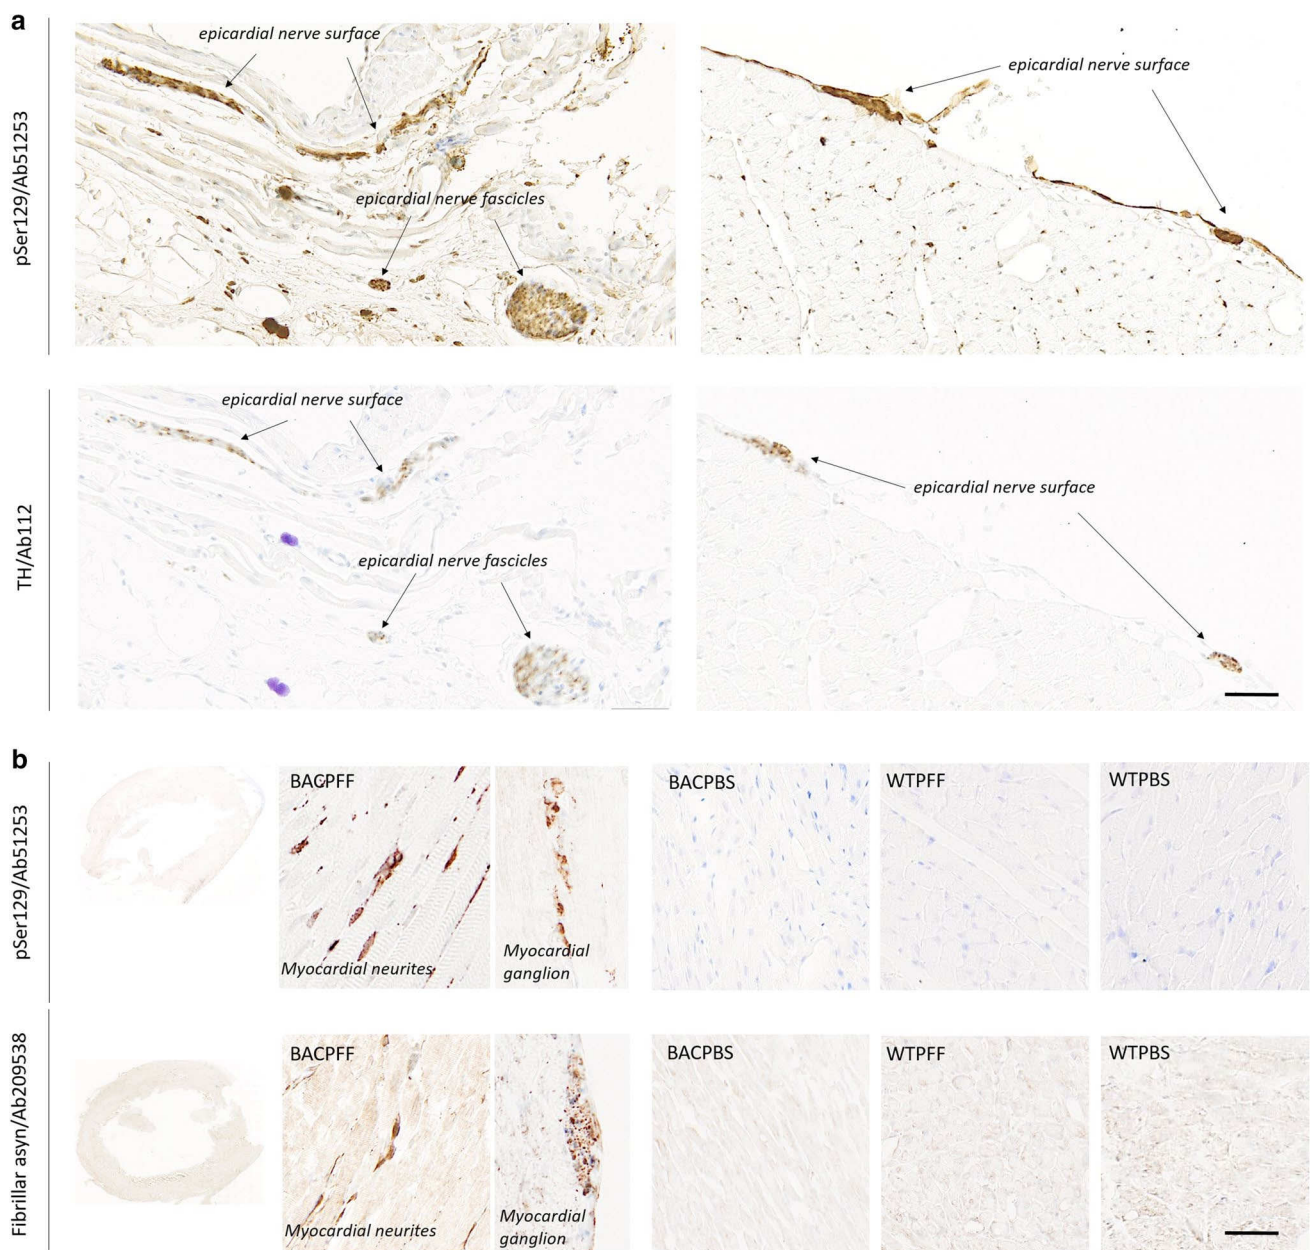 a
pSer129/Ab51253
epicardial nerve surface
epicardial nerve fascicles
epicardial nerve surface
TH/Ab112
epicardial nerve surface
epicardial nerve fascicles
epicardial nerve surface
b
pSer129/Ab51253
BACPFF
Myocardial neurites
Myocardial
ganglion
BACPBS
WTPFF
WTPBS
Fibrillar asyn/Ab209538
BACPFF
Myocardial neurites
Myocardial
ganglion
BACPBS
WTPFF
WTPBS